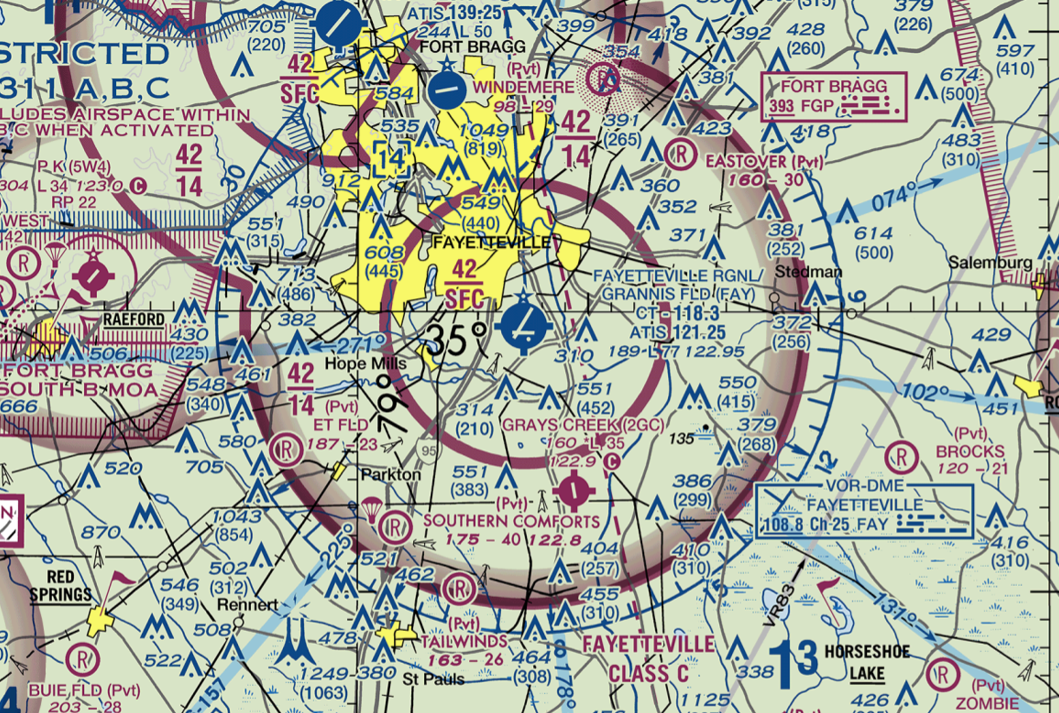 705
(220)
STRICTED
311 A,B,C
LUDES AIRSPACE WITHIN
B,C WHEN ACTIVATED
42
SFC
42
14
ATIS 139.25
244 L 50
FORT BRAGG
584
535
14
912
1049
(819)
(Pvt)
WINDEMERE
98 - 29
399
354
418
392
381
428
(260)
379
(226)
597
(410)
674
(500)
483
(310)
FORT BRAGG
393 FGP
418
423
391
(265)
42
14
R
EASTOVER (Pvt)
160 - 30
360
352
371
381
(252)
614
(500)
074°
P K (5W4)
304 L 34 123.0 C
RP 22
WEST
42
30
551
(315)
490
713
(486)
382
549
(440)
608
(445)
FAYETTEVILLE
42
SFC
FAYETTEVILLE RGNL/
GRANNIS FLD (FAY)
CT - 118.3
ATIS 121.25
189 L 77 122.95
Stedman
Salemburg
6
372
(256)
429
451
102°
RAEFORD
506
430
(225)
FORT BRAGG
SOUTH B MOA
666
548
(340)
461
271°
Hope Mills
35°
79°
310
42
14
(Pvt)
ET FLD
187 - 23
R
314
(210)
551
(452)
550
(415)
GRAYS CREEK (2GC)
160 L 35
122.9 C
135
379
(268)
95
580
705
520
Parkton
551
(383)
386
(299)
12
(Pvt)
BROCKS
120 - 21
VOR-DME
FAYETTEVILLE
108.8 Ch 25 FAY
416
(310)
870
1043
(854)
(Pvt)
SOUTHERN COMFORTS
175 - 40 122.8
225°
521
462
404
(257)
410
(310)
455
(310)
502
(312)
546
(349)
508
522
RED
SPRINGS
Rennert
478
R
(Pvt)
TAILWINDS
163 - 26
464
(308)
FAYETTEVILLE
CLASS C
VR83
131°
338
13
HORSESHOE
LAKE
426
1125
R
(Pvt)
ZOMBIE
R
BUIE FLD (Pvt)
203 - 28
215°
1249
(1063)
380
St Pauls
178°